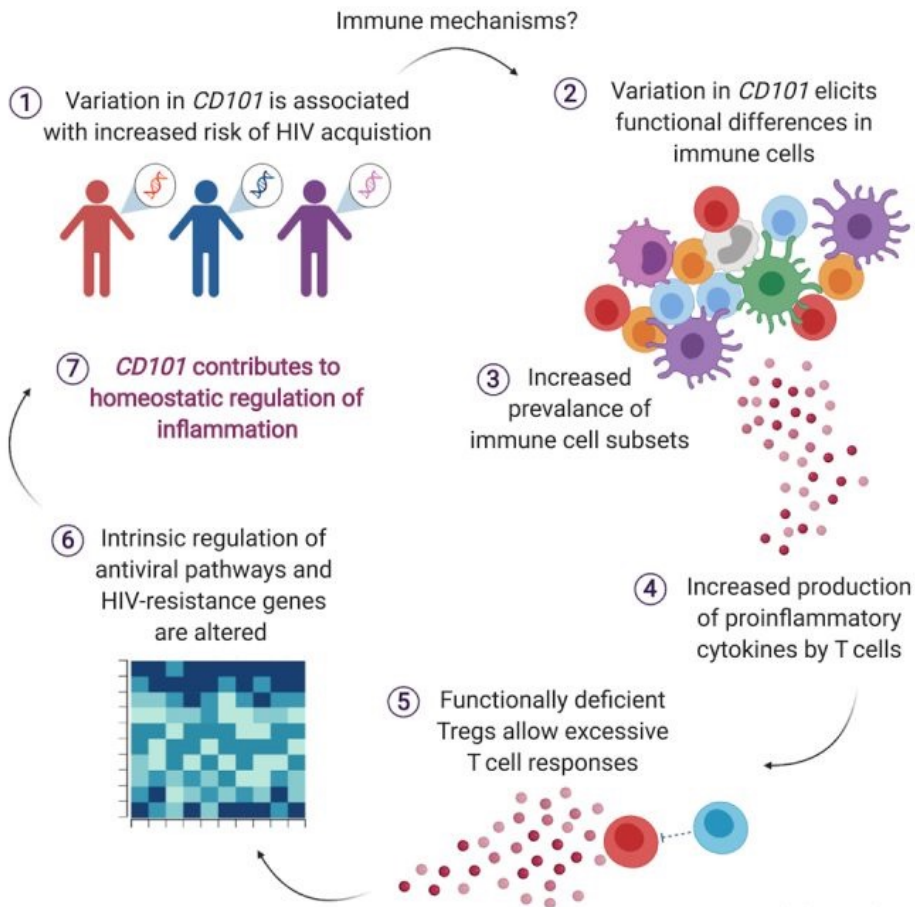 Immune mechanisms?
1 Variation in CD101 is associated
with increased risk of HIV acquistion
2 Variation in CD101 elicits
functional differences in
immune cells
3 Increased
prevalance of
immune cell subsets
4 Increased production
of proinflammatory
cytokines by T cells
5 Functionally deficient
Tregs allow excessive
T cell responses
6 Intrinsic regulation of
antiviral pathways and
HIV-resistance genes
are altered
7 CD101 contributes to
homeostatic regulation of
inflammation